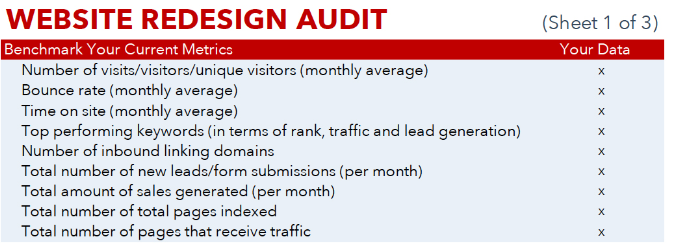 WEBSITE REDESIGN AUDIT (Sheet 1 of 3)
Benchmark Your Current Metrics Your Data
Number of visits/visitors/unique visitors (monthly average) x
Bounce rate (monthly average) x
Time on site (monthly average) x
Top performing keywords (in terms of rank, traffic and lead generation) x
Number of inbound linking domains x
Total number of new leads/form submissions (per month) x
Total amount of sales generated (per month) x
Total number of total pages indexed x
Total number of pages that receive traffic x